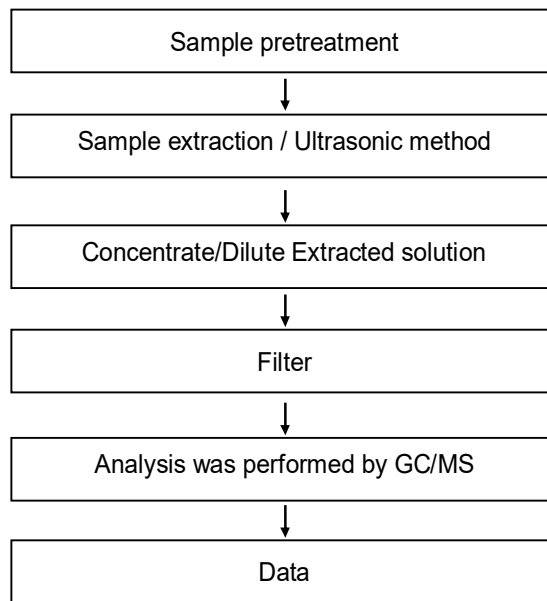 Sample pretreatment
Sample extraction / Ultrasonic method
Concentrate/Dilute Extracted solution
Filter
Analysis was performed by GC/MS
Data